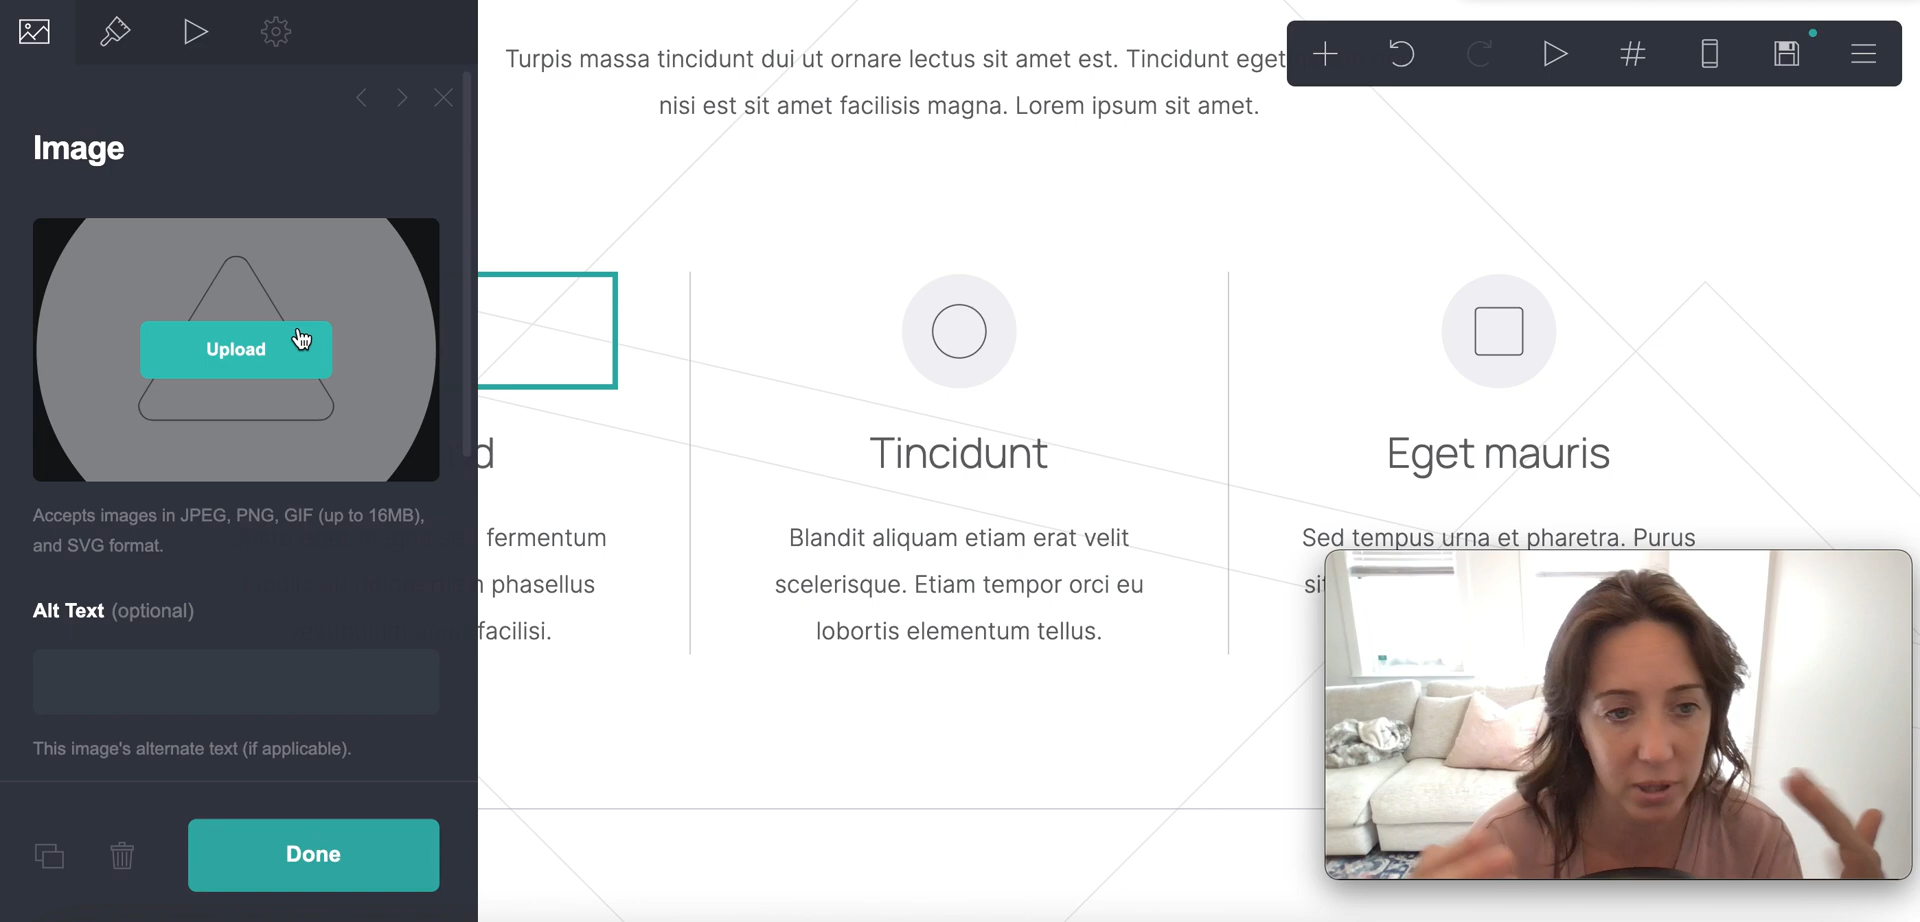 Turpis massa tincidunt dui ut ornare lectus sit amet est. Tincidunt eget
nisi est sit amet facilisis magna. Lorem ipsum sit amet.
Image
Upload
Accepts images in JPEG, PNG, GIF (up to 16MB),
and SVG format.
Alt Text (optional)
This image's alternate text (if applicable).
Done
fermentum
phasellus
facilisi.
Tincidunt
Blandit aliquam etiam erat velit
scelerisque. Etiam tempor orci eu
lobortis elementum tellus.
Eget mauris
Sed tempus urna et pharetra. Purus